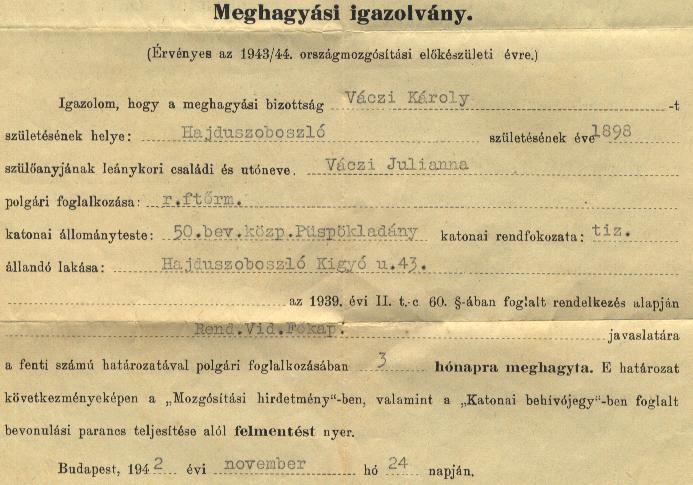 Meghagyási igazolvány.
(Érvényes az 1943/44. országmozgósítási előkészületi évre.)
Igazolom, hogy a meghagyási bizottság Váczi Károly -t
születésének helye: Hajduszoboszló születésének éve 1898
szülőanyjának leánykori családi és utóneve. Váczi Julianna
polgári foglalkozása: r.ftőrm.
katonai állományteste: 50.bev.közp.Püspökladány katonai rendfokozata: tiz.
állandó lakása: Hajduszoboszló Kigyó u.43.
az 1939. évi II. t.-c 60. §-ában foglalt rendelkezés alapján
Rend.Vid.Főkap. javaslatára
a fenti számú határozatával polgári foglalkozásában 3 hónapra meghagyta. E határozat
következményeképen a „Mozgósítási hirdetmény“-ben, valamint a „Katonai behívójegy“-ben foglalt
bevonulási parancs teljesítése alól felmentést nyer.
Budapest, 1942 évi november hó 24 napján.